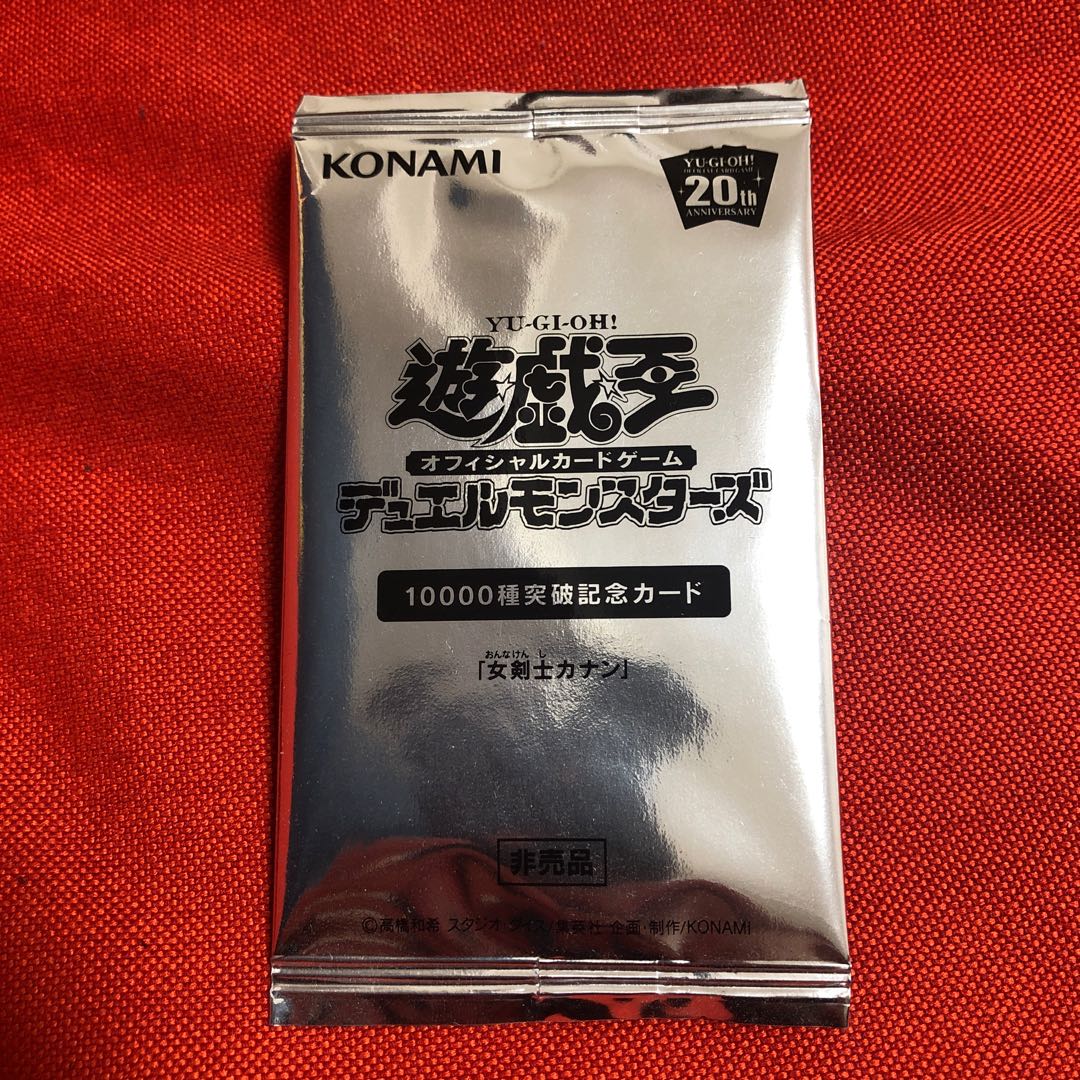 KONAMI
YU-GI-OH!
OFFICIAL CARD GAME
20th
ANNIVERSARY
YU-GI-OH!
遊☆戯☆王
オフィシャルカードゲーム
デュエルモンスターズ
10000種突破記念カード
おんなけんし
「女剣士カナン」
非売品
©高橋和希 スタジオ・ダイス/集英社 企画・制作/KONAMI